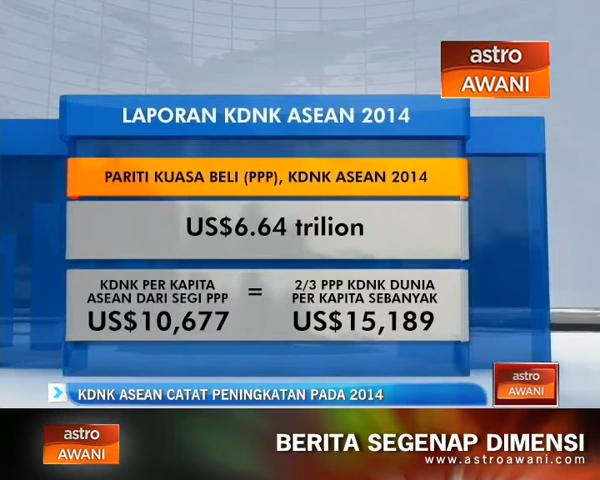 astro
AWANI
LAPORAN KDNK ASEAN 2014
PARITI KUASA BELI (PPP), KDNK ASEAN 2014
US$6.64 trilion
KDNK PER KAPITA
ASEAN DARI SEGI PPP
US$10,677
=
2/3 PPP KDNK DUNIA
PER KAPITA SEBANYAK
US$15,189
KDNK ASEAN CATAT PENINGKATAN PADA 2014
astro
AWANI
astro
AWANI
BERITA SEGENAP DIMENSI
www.astroawani.com